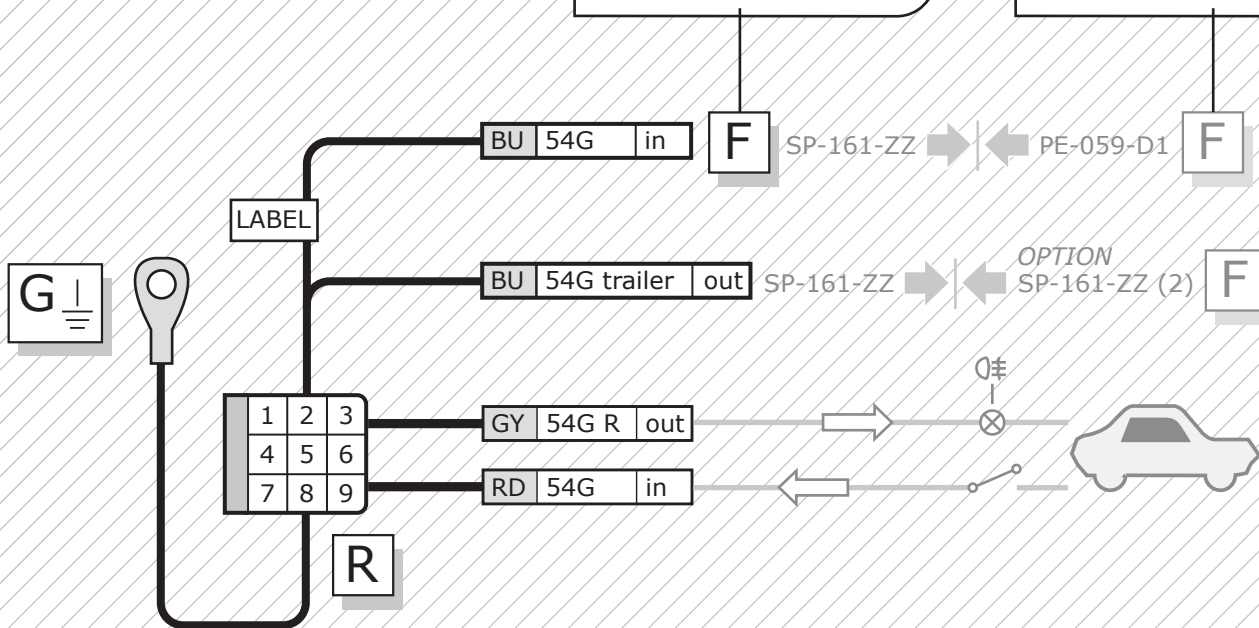 BU 54G in F SP-161-ZZ PE-059-D1 F
LABEL
OPTION
G BU 54G trailer out SP-161-ZZ SP-161-ZZ (2) F
1 2 3 GY 54G R out
4 5 6
7 8 9 RD 54G in
R